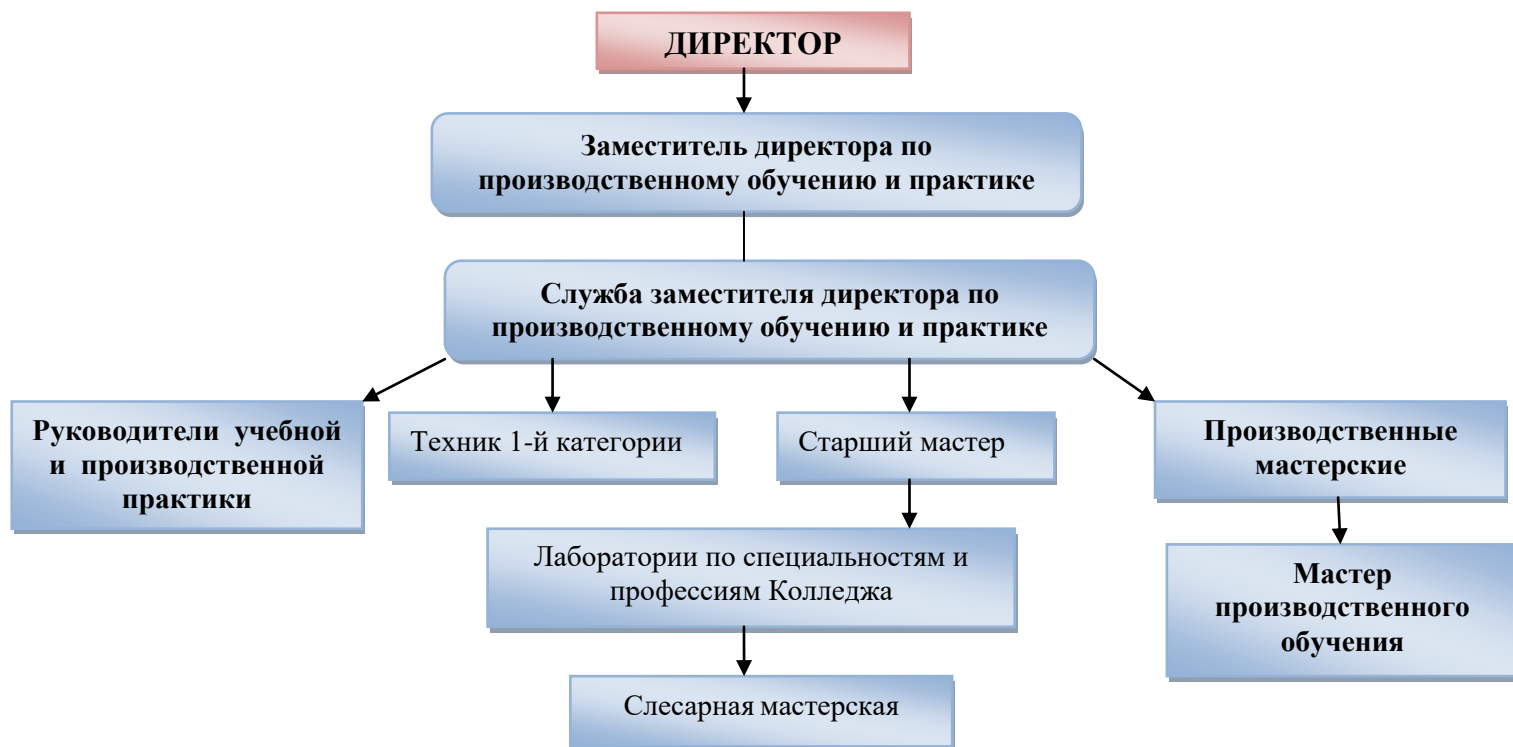 ДИРЕКТОР
Заместитель директора по
производственному обучению и практике
Служба заместителя директора по
производственному обучению и практике
Руководители учебной
и производственной
практики
Техник 1-й категории
Старший мастер
Производственные
мастерские
Лаборатории по специальностям и
профессиям Колледжа
Мастер
производственного
обучения
Слесарная мастерская